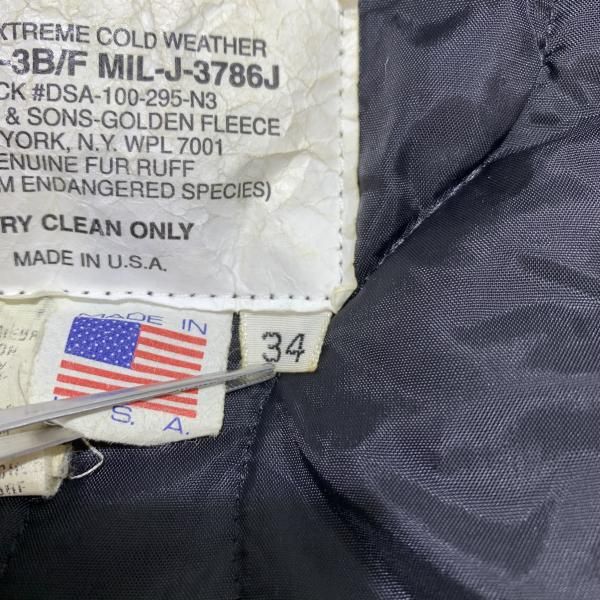 XTREME COLD WEATHER
-3B/F MIL-J-3786J
CK #DSA-100-295-N3
& SONS-GOLDEN FLEECE
YORK, N.Y. WPL 7001
ENUINE FUR RUFF
M ENDANGERED SPECIES)
RY CLEAN ONLY
MADE IN U.S.A.
MADE IN
34
S. A.